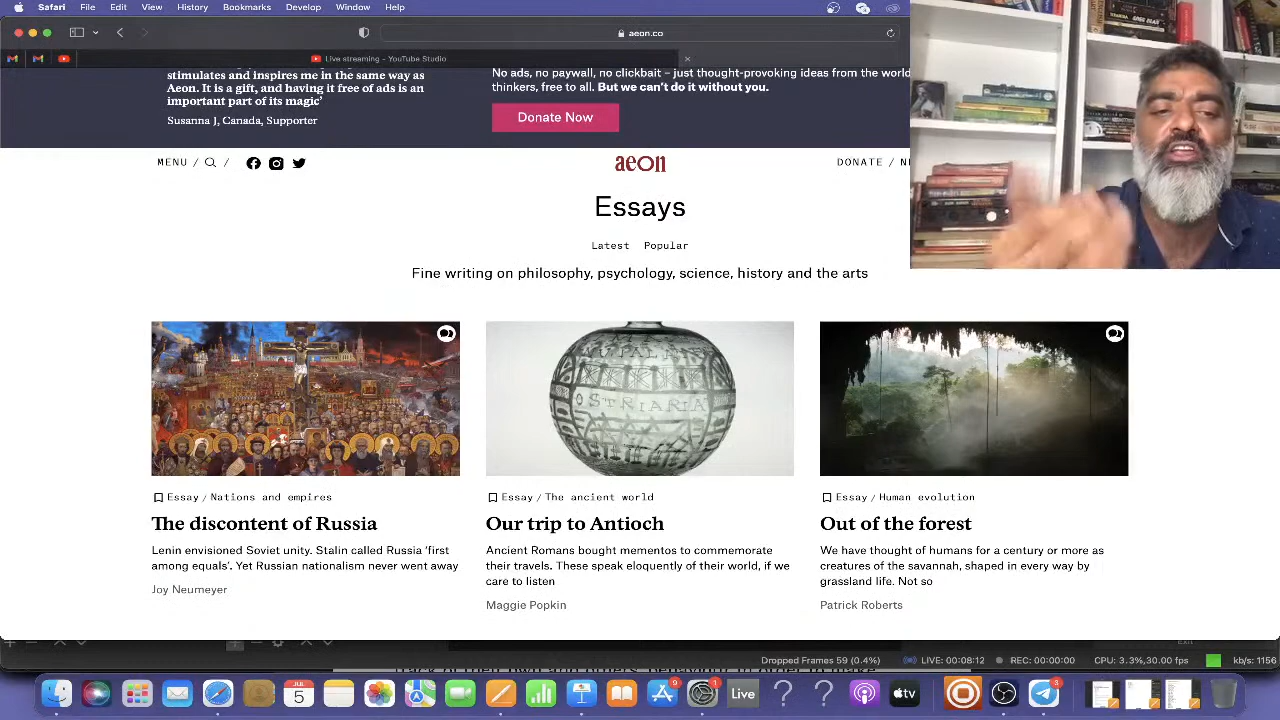 Safari File Edit View History Bookmarks Develop Window Help
aeon.co
Live streaming - YouTube Studio
stimulates and inspires me in the same way as
Aeon. It is a gift, and having it free of ads is an
important part of its magic’
Susanna J, Canada, Supporter
No ads, no paywall, no clickbait – just thought-provoking ideas from the world
thinkers, free to all. But we can’t do it without you.
Donate Now
MENU / /
aeon
DONATE /
Essays
Latest Popular
Fine writing on philosophy, psychology, science, history and the arts
OSTRIARIA
Essay / Nations and empires
The discontent of Russia
Lenin envisioned Soviet unity. Stalin called Russia ‘first
among equals’. Yet Russian nationalism never went away
Joy Neumeyer
Essay / The ancient world
Our trip to Antioch
Ancient Romans bought mementos to commemorate
their travels. These speak eloquently of their world, if we
care to listen
Maggie Popkin
Essay / Human evolution
Out of the forest
We have thought of humans for a century or more as
creatures of the savannah, shaped in every way by
grassland life. Not so
Patrick Roberts
Exit
Dropped Frames 59 (0.4%) LIVE: 00:08:12 REC: 00:00:00 CPU: 3.3%, 30.00 fps kb/s: 1156
JUL
5
9
1
Live
tv
3